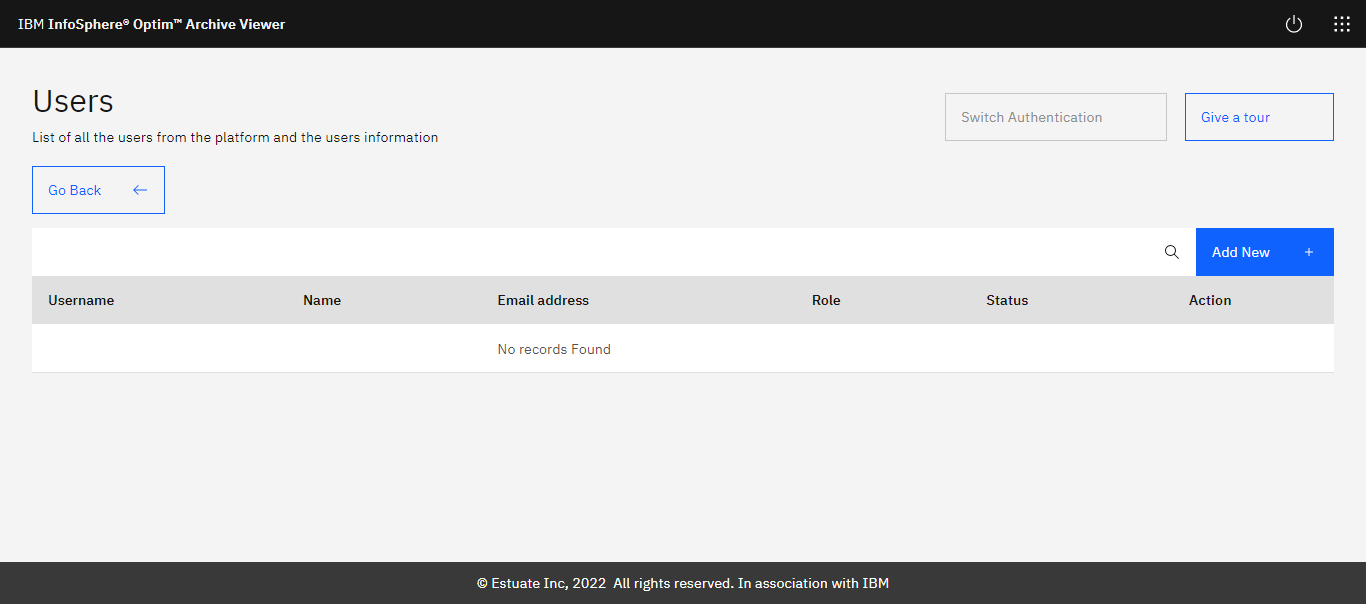 IBM InfoSphere® Optim™ Archive Viewer
Users
List of all the users from the platform and the users information
Switch Authentication
Give a tour
Go Back
Add New
Username Name Email address Role Status Action
No records Found
© Estuate Inc, 2022 All rights reserved. In association with IBM